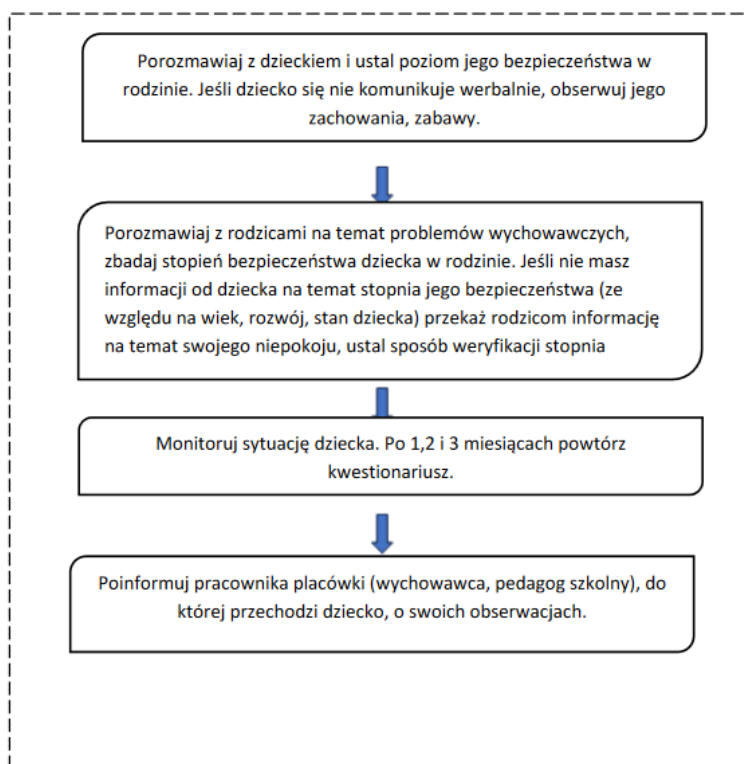 Porozmawiaj z dzieckiem i ustal poziom jego bezpieczeństwa w
rodzinie. Jeśli dziecko się nie komunikuje werbalnie, obserwuj jego
zachowania, zabawy.
Porozmawiaj z rodzicami na temat problemów wychowawczych,
zbadaj stopień bezpieczeństwa dziecka w rodzinie. Jeśli nie masz
informacji od dziecka na temat stopnia jego bezpieczeństwa (ze
względu na wiek, rozwój, stan dziecka) przekaż rodzicom informację
na temat swojego niepokoju, ustal sposób weryfikacji stopnia
Monitoruj sytuację dziecka. Po 1,2 i 3 miesiącach powtórz
kwestionariusz.
Poinformuj pracownika placówki (wychowawca, pedagog szkolny), do
której przechodzi dziecko, o swoich obserwacjach.